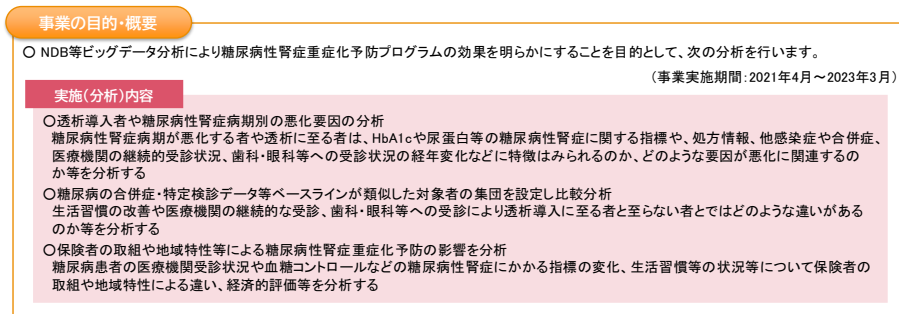 事業の目的・概要
○ NDB等ビッグデータ分析により糖尿病性腎症重症化予防プログラムの効果を明らかにすることを目的として、次の分析を行います。
（事業実施期間：2021年4月～2023年3月）
実施（分析）内容
○透析導入者や糖尿病性腎症病期別の悪化要因の分析
糖尿病性腎症病期が悪化する者や透析に至る者は、HbA1cや尿蛋白等の糖尿病性腎症に関する指標や、処方情報、他感染症や合併症、
医療機関の継続的受診状況、歯科・眼科等への受診状況の経年変化などに特徴はみられるのか、どのような要因が悪化に関連するの
か等を分析する
○糖尿病の合併症・特定検診データ等ベースラインが類似した対象者の集団を設定し比較分析
生活習慣の改善や医療機関の継続的な受診、歯科・眼科等への受診により透析導入に至る者と至らない者とではどのような違いがある
のか等を分析する
○保険者の取組や地域特性等による糖尿病性腎症重症化予防の影響を分析
糖尿病患者の医療機関受診状況や血糖コントロールなどの糖尿病性腎症にかかる指標の変化、生活習慣等の状況等について保険者の
取組や地域特性による違い、経済的評価等を分析する